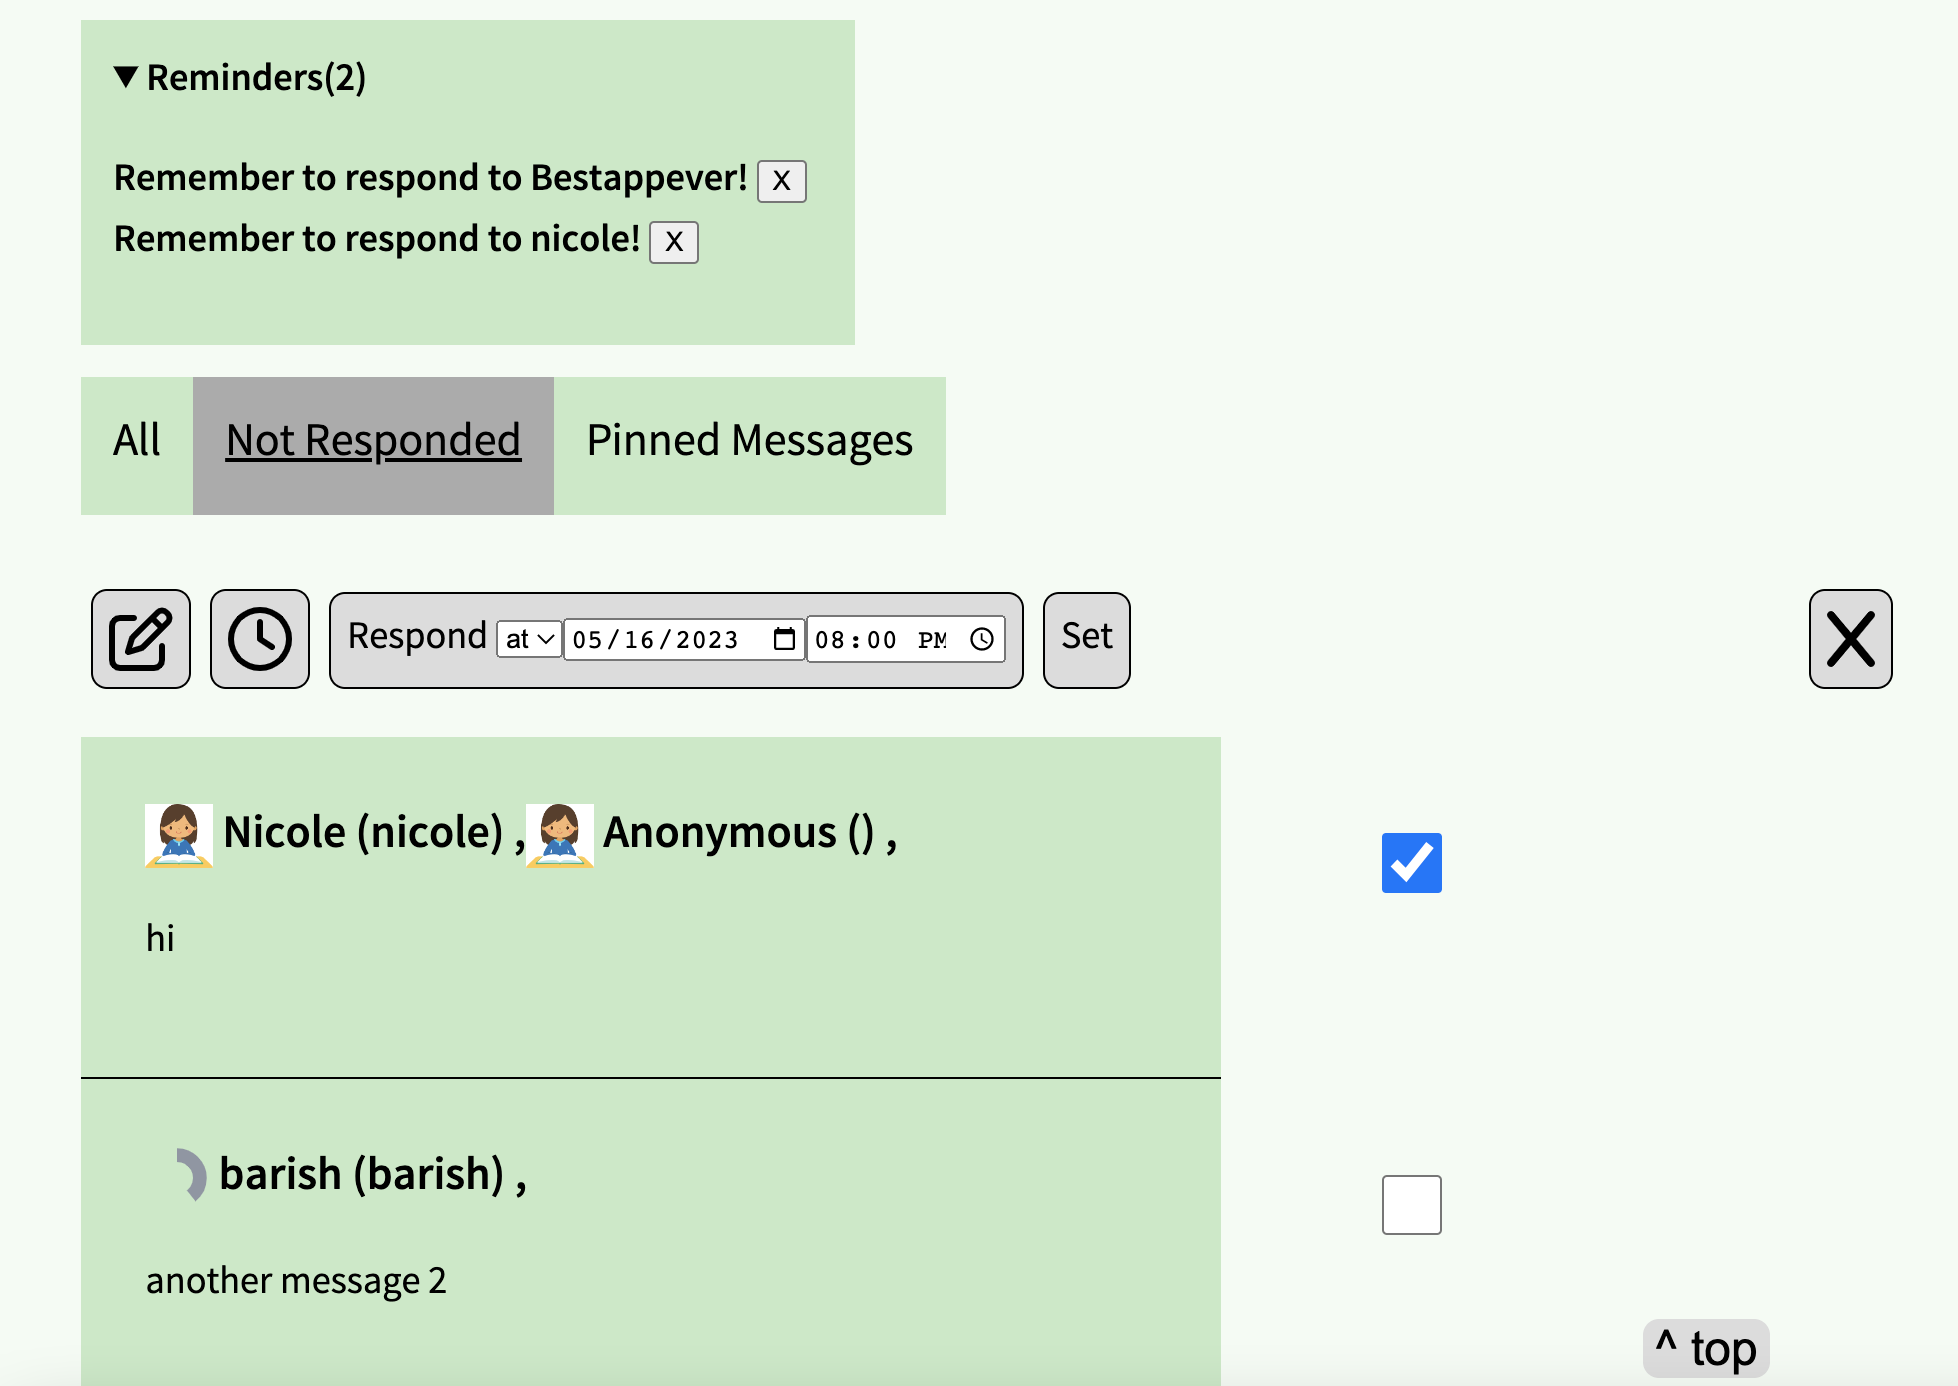 ▼ Reminders(2)
Remember to respond to Bestappever! X
Remember to respond to nicole! X
All Not Responded Pinned Messages
Respond at 05/16/2023 08:00 PM Set X
Nicole (nicole) , Anonymous () ,
hi
barish (barish) ,
another message 2
^ top